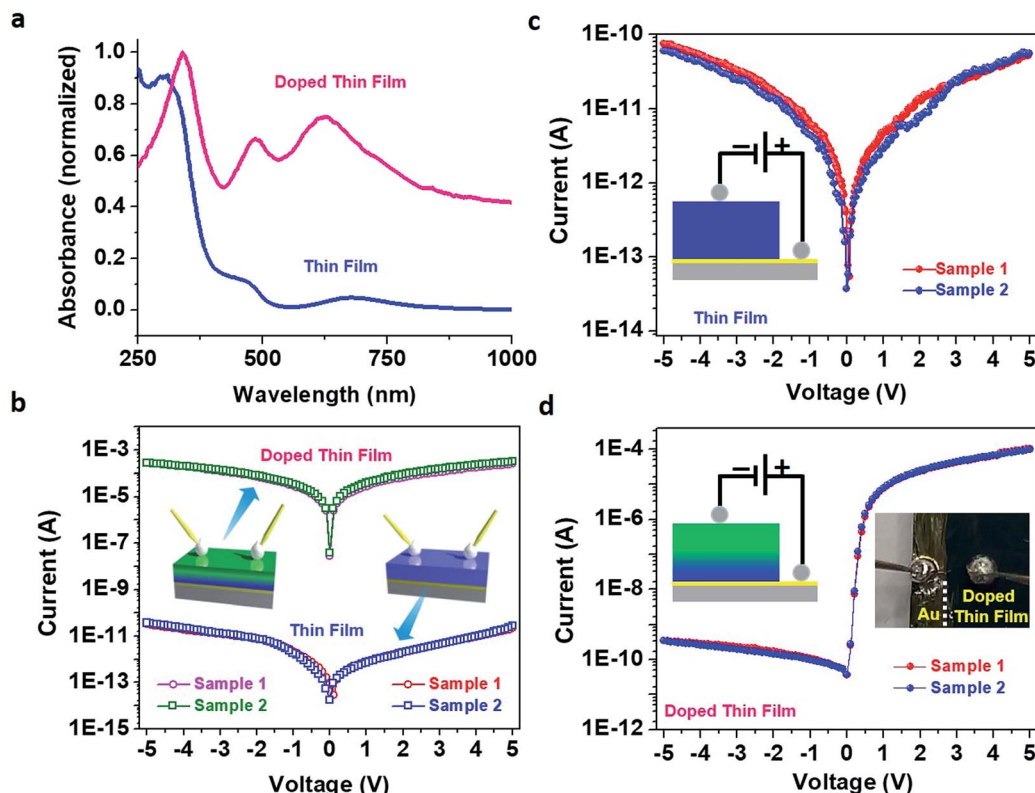 a
1.0
0.8
0.6
0.4
0.2
0.0
Absorbance (normalized)
Doped Thin Film
Thin Film
250 500 750 1000
Wavelength (nm)
b
1E-3
1E-5
1E-7
1E-9
1E-11
1E-13
1E-15
Current (A)
Doped Thin Film
Thin Film
Sample 1 Sample 1
Sample 2 Sample 2
-5 -4 -3 -2 -1 0 1 2 3 4 5
Voltage (V)
c
1E-10
1E-11
1E-12
1E-13
1E-14
Current (A)
− +
Sample 1
Sample 2
Thin Film
-5 -4 -3 -2 -1 0 1 2 3 4 5
Voltage (V)
d
1E-4
1E-6
1E-8
1E-10
1E-12
Current (A)
− +
Au
Doped
Thin Film
Sample 1
Sample 2
Doped Thin Film
-5 -4 -3 -2 -1 0 1 2 3 4 5
Voltage (V)